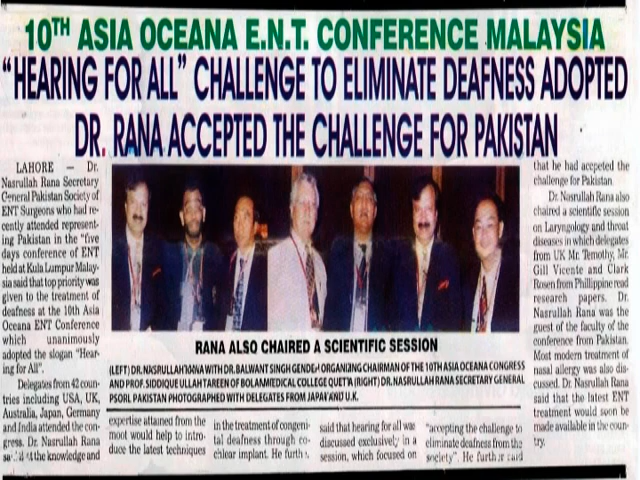 10TH ASIA OCEANA E.N.T. CONFERENCE MALAYSIA
"HEARING FOR ALL" CHALLENGE TO ELIMINATE DEAFNESS ADOPTED
DR. RANA ACCEPTED THE CHALLENGE FOR PAKISTAN
LAHORE — Dr.
Nasrullah Rana Secretary
General Pakistan Society of
ENT Surgeons who had re-
cently attended represent-
ing Pakistan in the "five
days conference of ENT
held at Kula Lumpur Malay-
sia said that top priority was
given to the treatment of
deafness at the 10th Asia
Oceana ENT Conference
which unanimously
adopted the slogan "Hear-
ing for All".
Delegates from 42 coun-
tries including USA, UK,
Australia, Japan, Germany
and India attended the con-
gress. Dr. Nasrullah Rana
said that the knowledge and
RANA ALSO CHAIRED A SCIENTIFIC SESSION
(LEFT) DR. NASRULLAH RANA WITH DR. BALWANT SINGH GENDEH ORGANIZING CHAIRMAN OF THE 10TH ASIA OCEANA CONGRESS
AND PROF. SIDDIQUE ULLAH TAREEN OF BOLAN MEDICAL COLLEGE QUETTA (RIGHT) DR. NASRULLAH RANA SECRETARY GENERAL
PSORL PAKISTAN PHOTOGRAPHED WITH DELEGATES FROM JAPAN AND U.K.
expertise attained from the
moot would help to intro-
duce the latest techniques
in the treatment of congeni-
tal deafness through co-
chlear implant. He furth
said that hearing for all was
discussed exclusively in a
session, which focused on
"accepting the challenge to
eliminate deafness from the
society". He further said
that he had accpeted the
challenge for Pakistan.
Dr. Nasrullah Rana also
chaired a scientific session
on Laryngology and throat
diseases in which delegates
from UK Mr. Temothy, Mr.
Gill Vicente and Clark
Rosen from Phillippine read
research papers. Dr.
Nasrullah Rana was the
guest of the faculty of the
conference from Pakistan.
Most modern treatment of
nasal allergy was also dis-
cussed. Dr. Nasrullah Rana
said that the latest ENT
treatment would soon be
made available in the coun-
try.